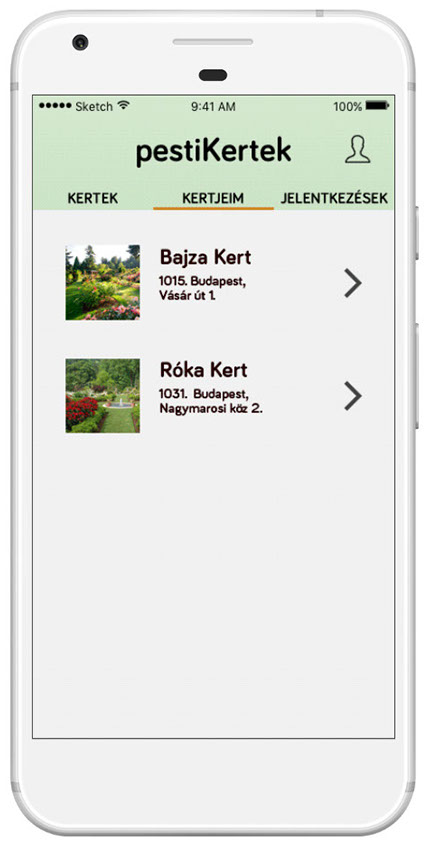 Sketch 9:41 AM 100%
pestiKertek
KERTEK KERTJEIM JELENTKEZÉSEK
Bajza Kert
1015. Budapest,
Vásár út 1.
Róka Kert
1031. Budapest,
Nagymarosi köz 2.